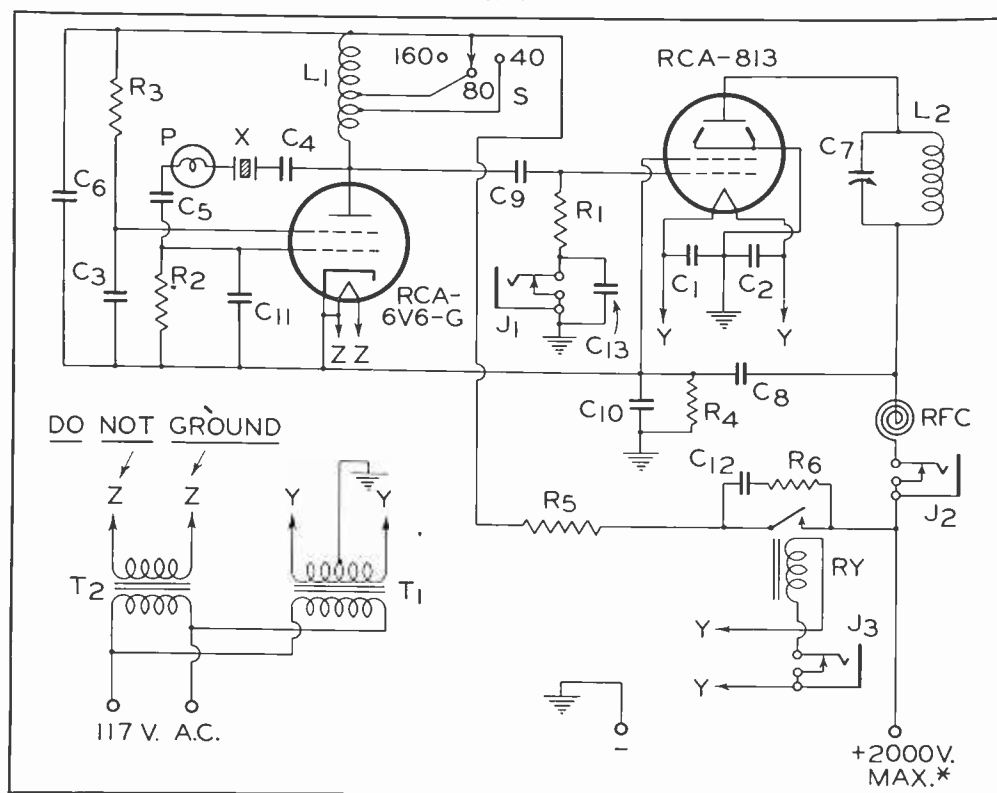 RCA-813
L1
160
80
40
S
L2
R3
P
X
C4
C7
C6
C5
C9
R1
C3
R2
C11
RCA-
6V6-G
Z Z
J1
C13
C1
C2
Y
Y
C10
R4
C8
RFC
DO NOT GROUND
Z
Z
Y
Y
C12
R6
R5
J2
T2
T1
RY
Y
J3
Y
117 V. A.C.
-
+2000V.
MAX.*